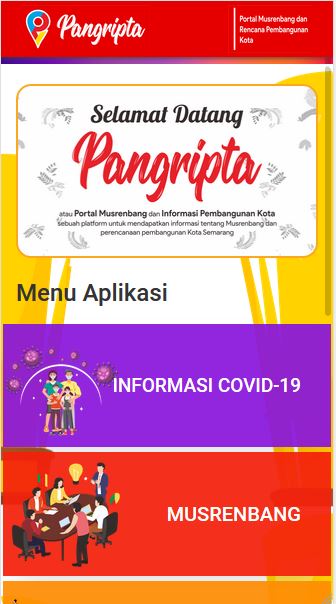 Pangripta
Portal Musrenbang dan
Rencana Pembangunan
Kota
Selamat Datang
Pangripta
atau Portal Musrenbang dan Informasi Pembangunan Kota
sebuah platform untuk mendapatkan informasi tentang Musrenbang dan
perencanaan pembangunan Kota Semarang
Menu Aplikasi
INFORMASI COVID-19
MUSRENBANG